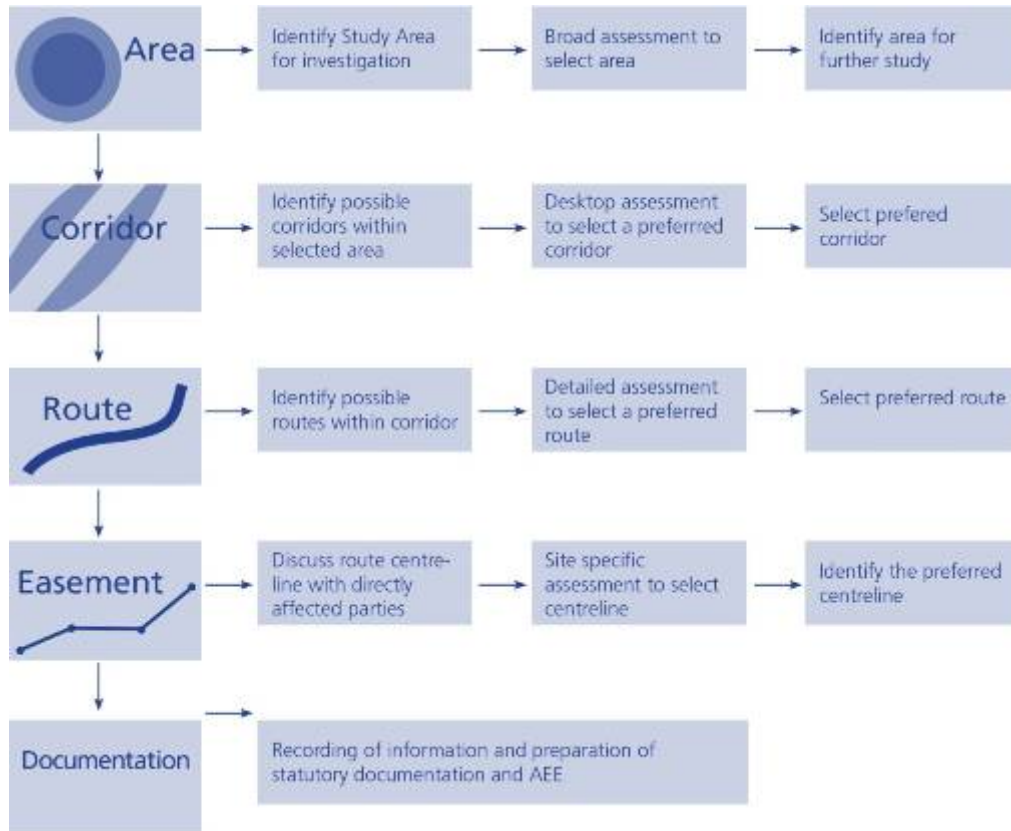 Area
Identify Study Area
for investigation
Broad assessment to
select area
Identify area for
further study
Corridor
Identify possible
corridors within
selected area
Desktop assessment
to select a preferrred
corridor
Select prefered
corridor
Route
Identify possible
routes within corridor
Detailed assessment
to select a preferred
route
Select preferred route
Easement
Discuss route centre-
line with directly
affected parties
Site specific
assessment to select
centreline
Identify the preferred
centreline
Documentation
Recording of information and preparation of
statutory documentation and AEE